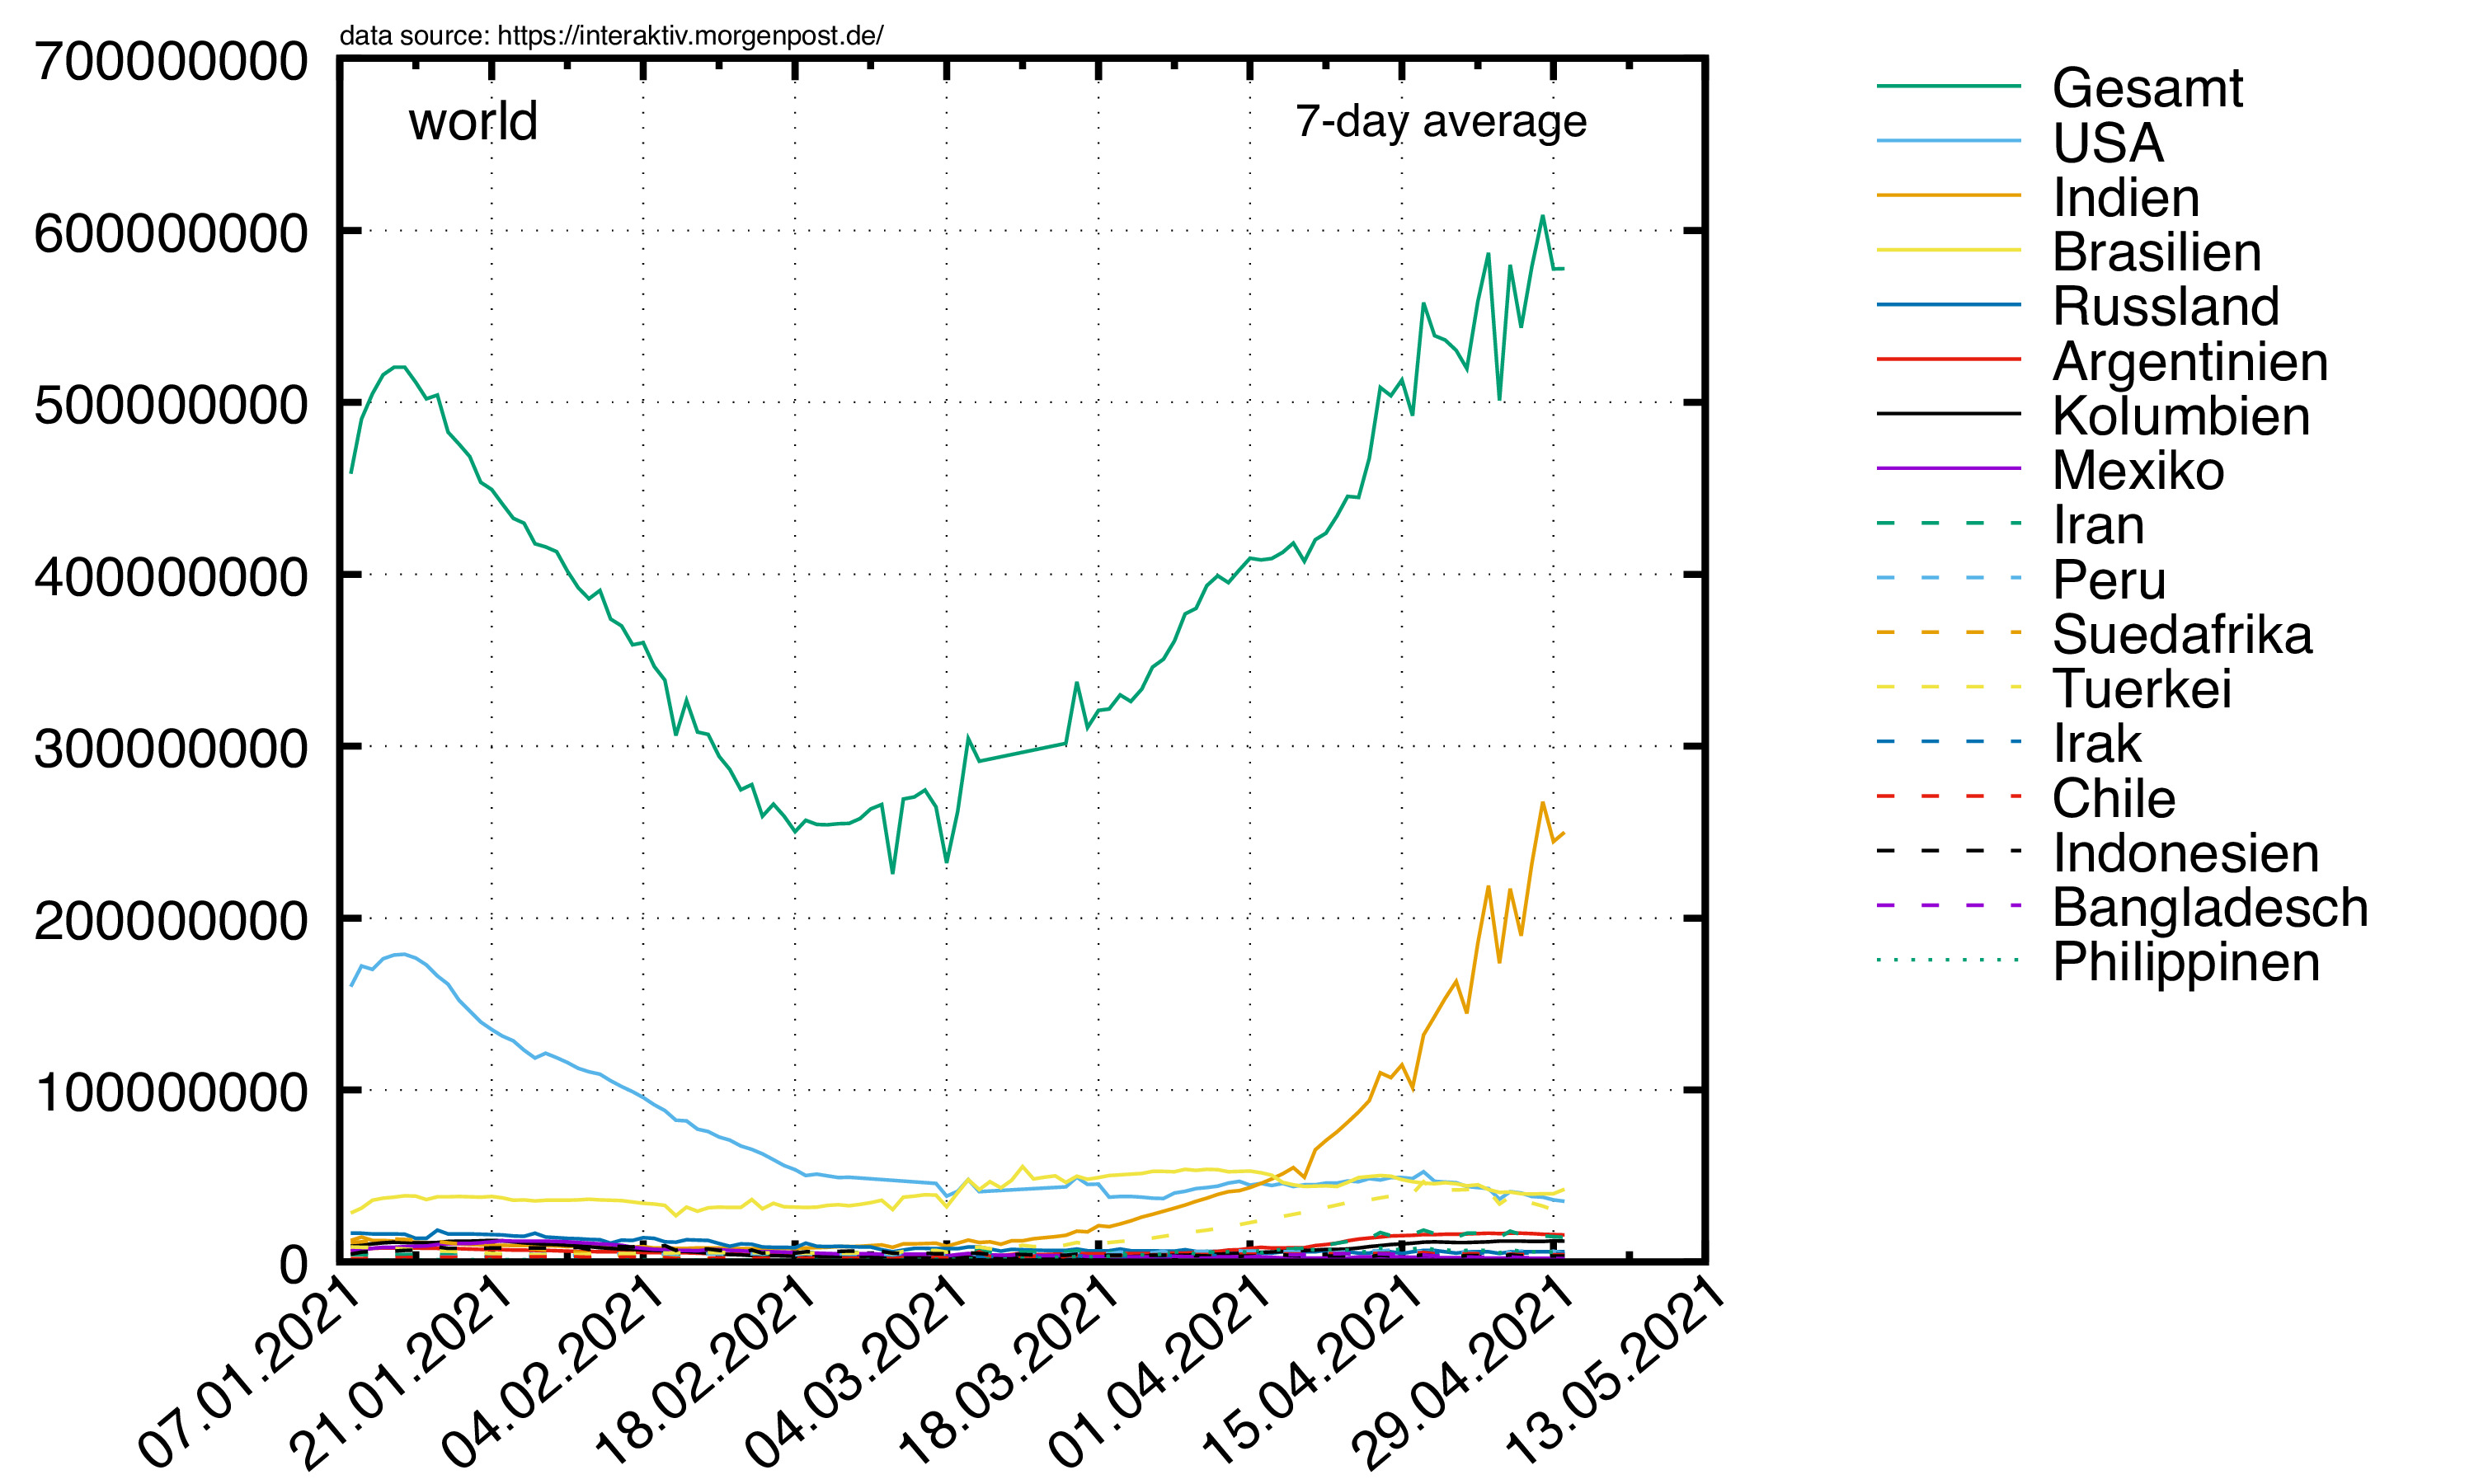 data source: https://interaktiv.morgenpost.de/
world
7-day average
700000000
600000000
500000000
400000000
300000000
200000000
100000000
0
07.01.2021
21.01.2021
04.02.2021
18.02.2021
04.03.2021
18.03.2021
01.04.2021
15.04.2021
29.04.2021
13.05.2021
Gesamt
USA
Indien
Brasilien
Russland
Argentinien
Kolumbien
Mexiko
Iran
Peru
Suedafrika
Tuerkei
Irak
Chile
Indonesien
Bangladesch
Philippinen